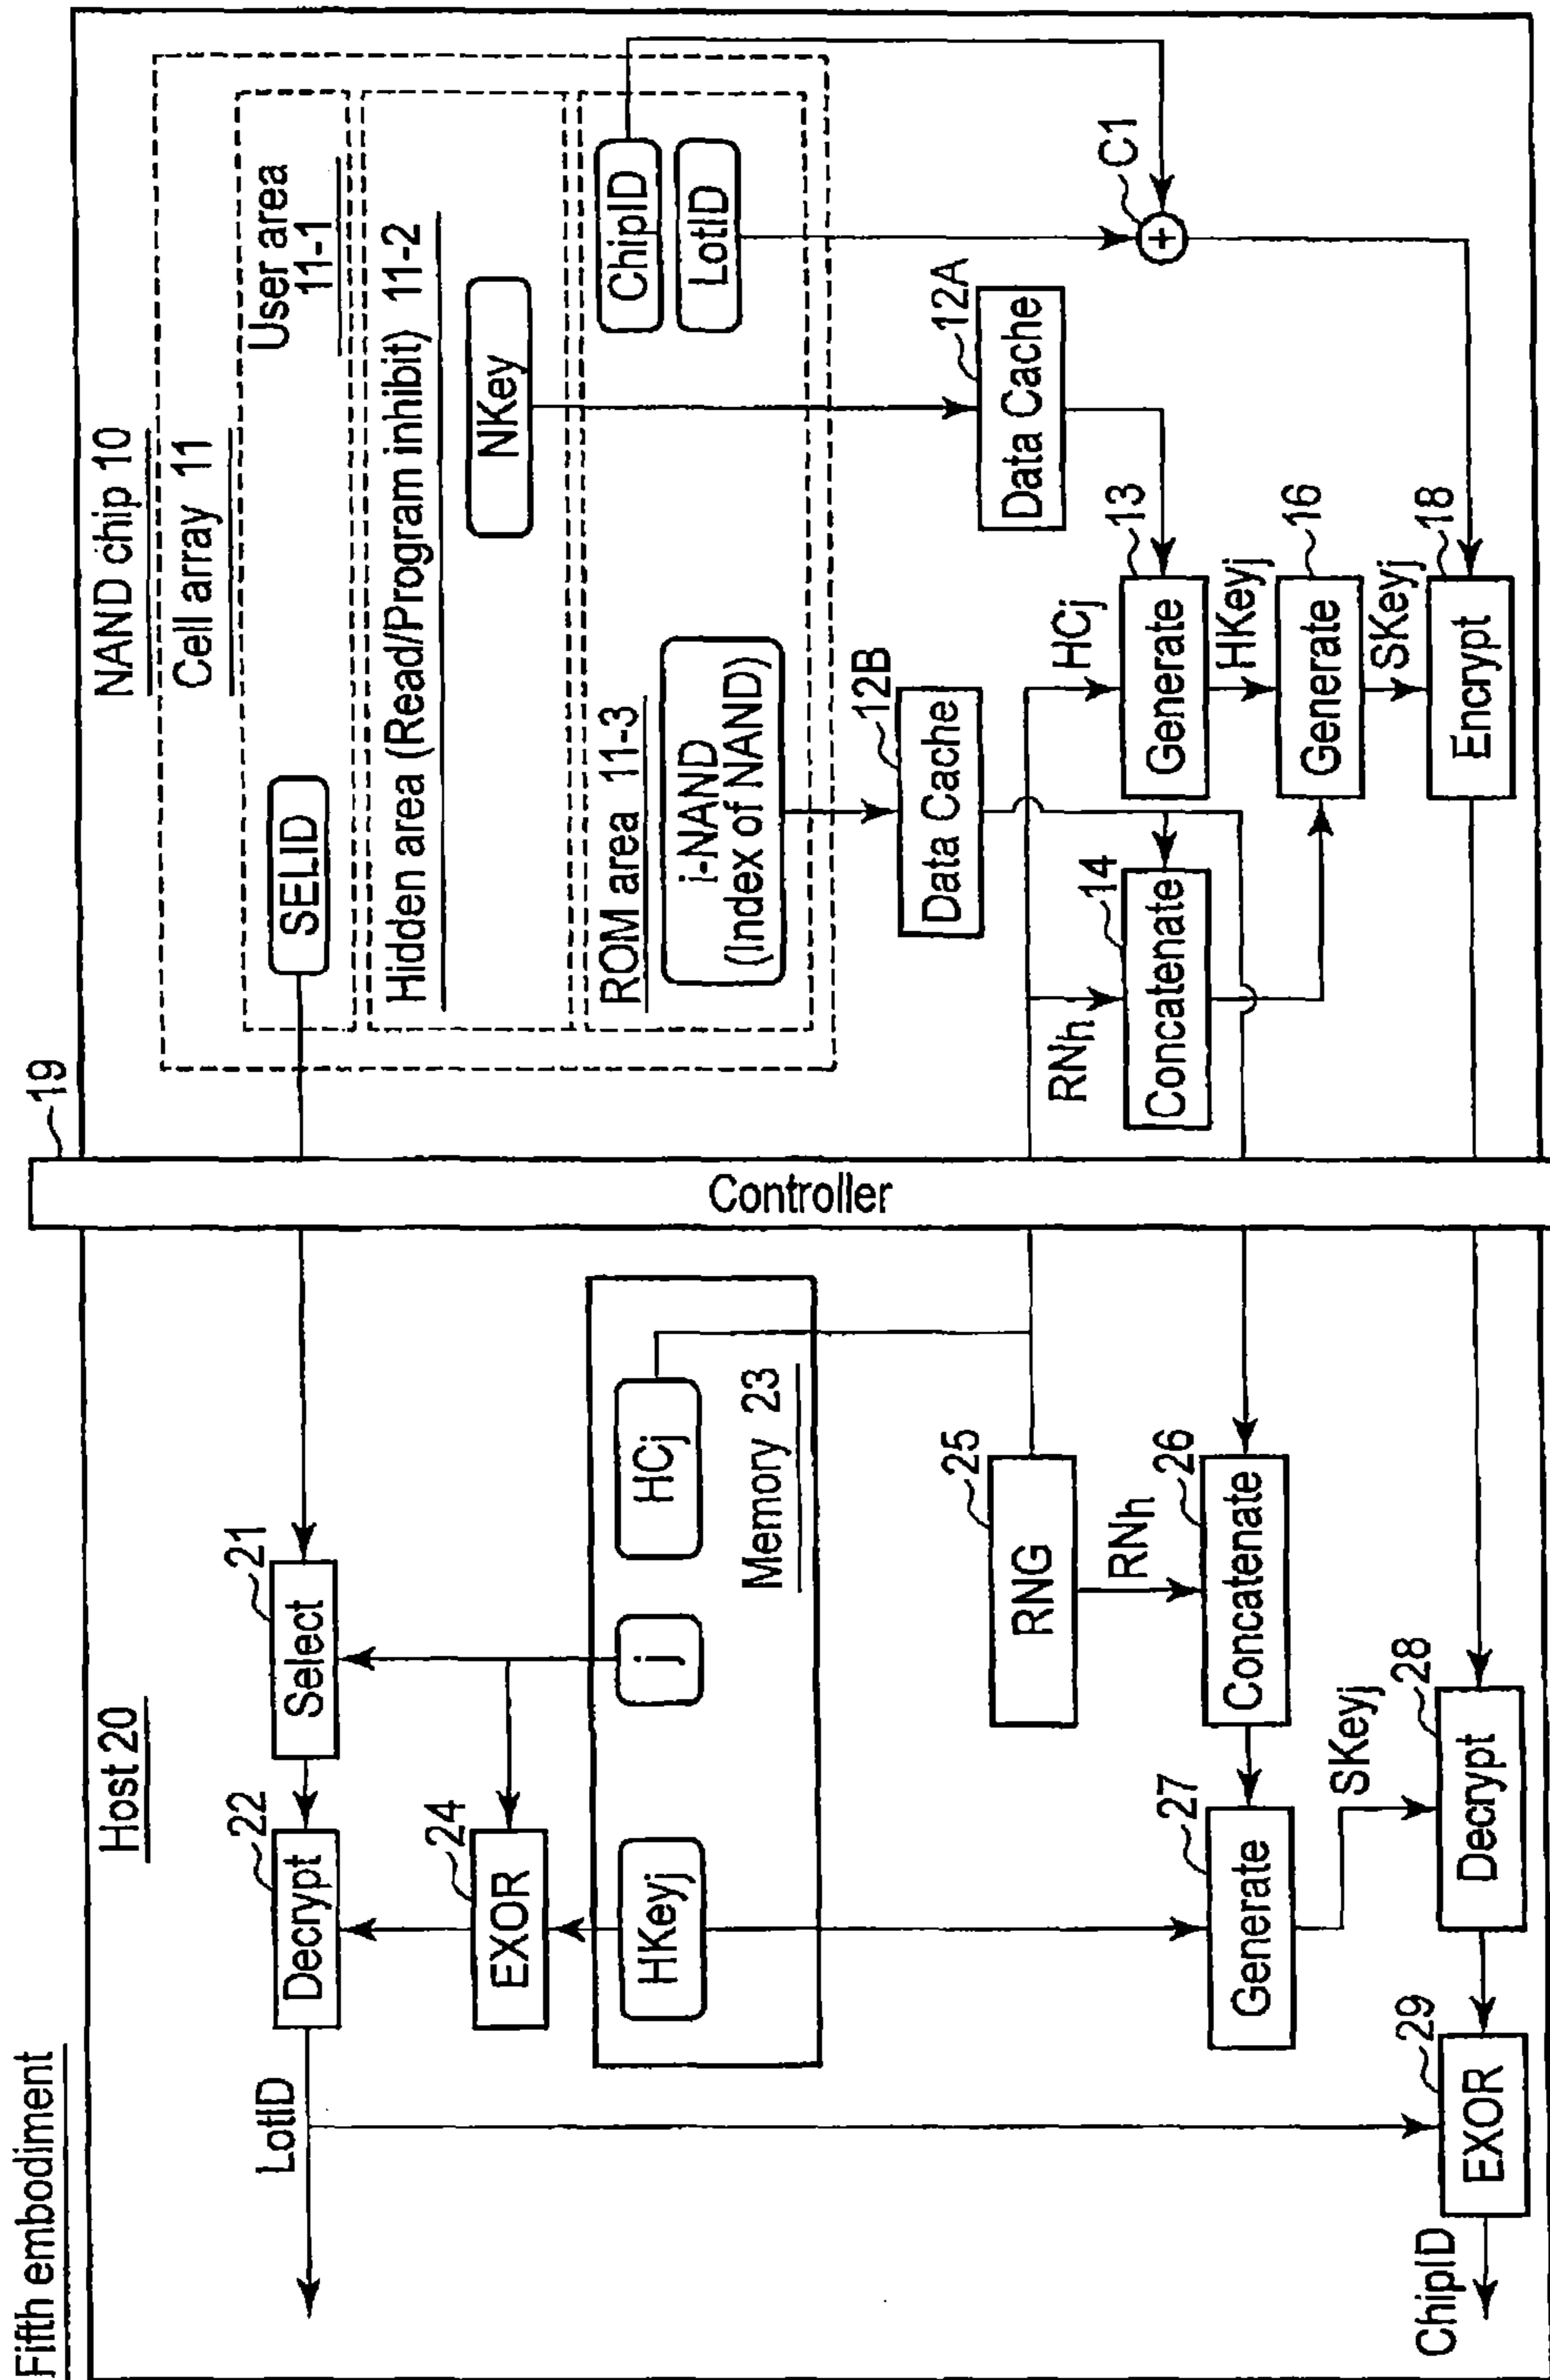 Fifth embodiment
Host 20
LotID
22
Decrypt
21
Select
24
EXOR
HKeyj
j
HCj
Memory 23
25
RNG
RNh
26
Concatenate
27
Generate
SKeyj
28
Decrypt
29
EXOR
ChipID
19
Controller
NAND chip 10
Cell array 11
SELID
User area
11-1
Hidden area (Read/Program inhibit) 11-2
NKey
ROM area 11-3
i-NAND
(Index of NAND)
ChipID
LotID
12B
Data Cache
12A
Data Cache
C1
+
HCj
13
Generate
RNh
14
Concatenate
HKeyj
16
Generate
SKeyj
18
Encrypt